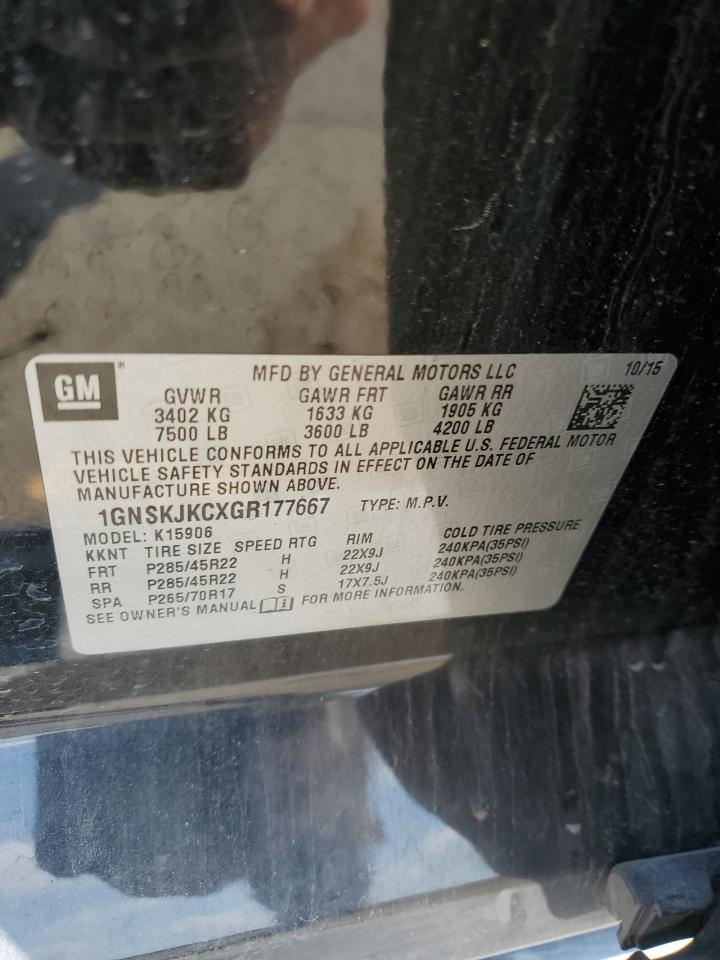 GM ® MFD BY GENERAL MOTORS LLC 10/15
GVWR GAWR FRT GAWR RR
3402 KG 1633 KG 1905 KG
7500 LB 3600 LB 4200 LB
THIS VEHICLE CONFORMS TO ALL APPLICABLE U.S. FEDERAL MOTOR
VEHICLE SAFETY STANDARDS IN EFFECT ON THE DATE OF
MANUFACTURE SHOWN ABOVE.
1GNSKJKCXGR177667 TYPE: M.P.V.
MODEL: K15906
KKNT TIRE SIZE SPEED RTG RIM COLD TIRE PRESSURE
FRT P285/45R22 H 22X9J 240KPA(35PSI)
RR P285/45R22 H 22X9J 240KPA(35PSI)
SPA P265/70R17 S 17X7.5J 240KPA(35PSI)
SEE OWNER'S MANUAL FOR MORE INFORMATION.